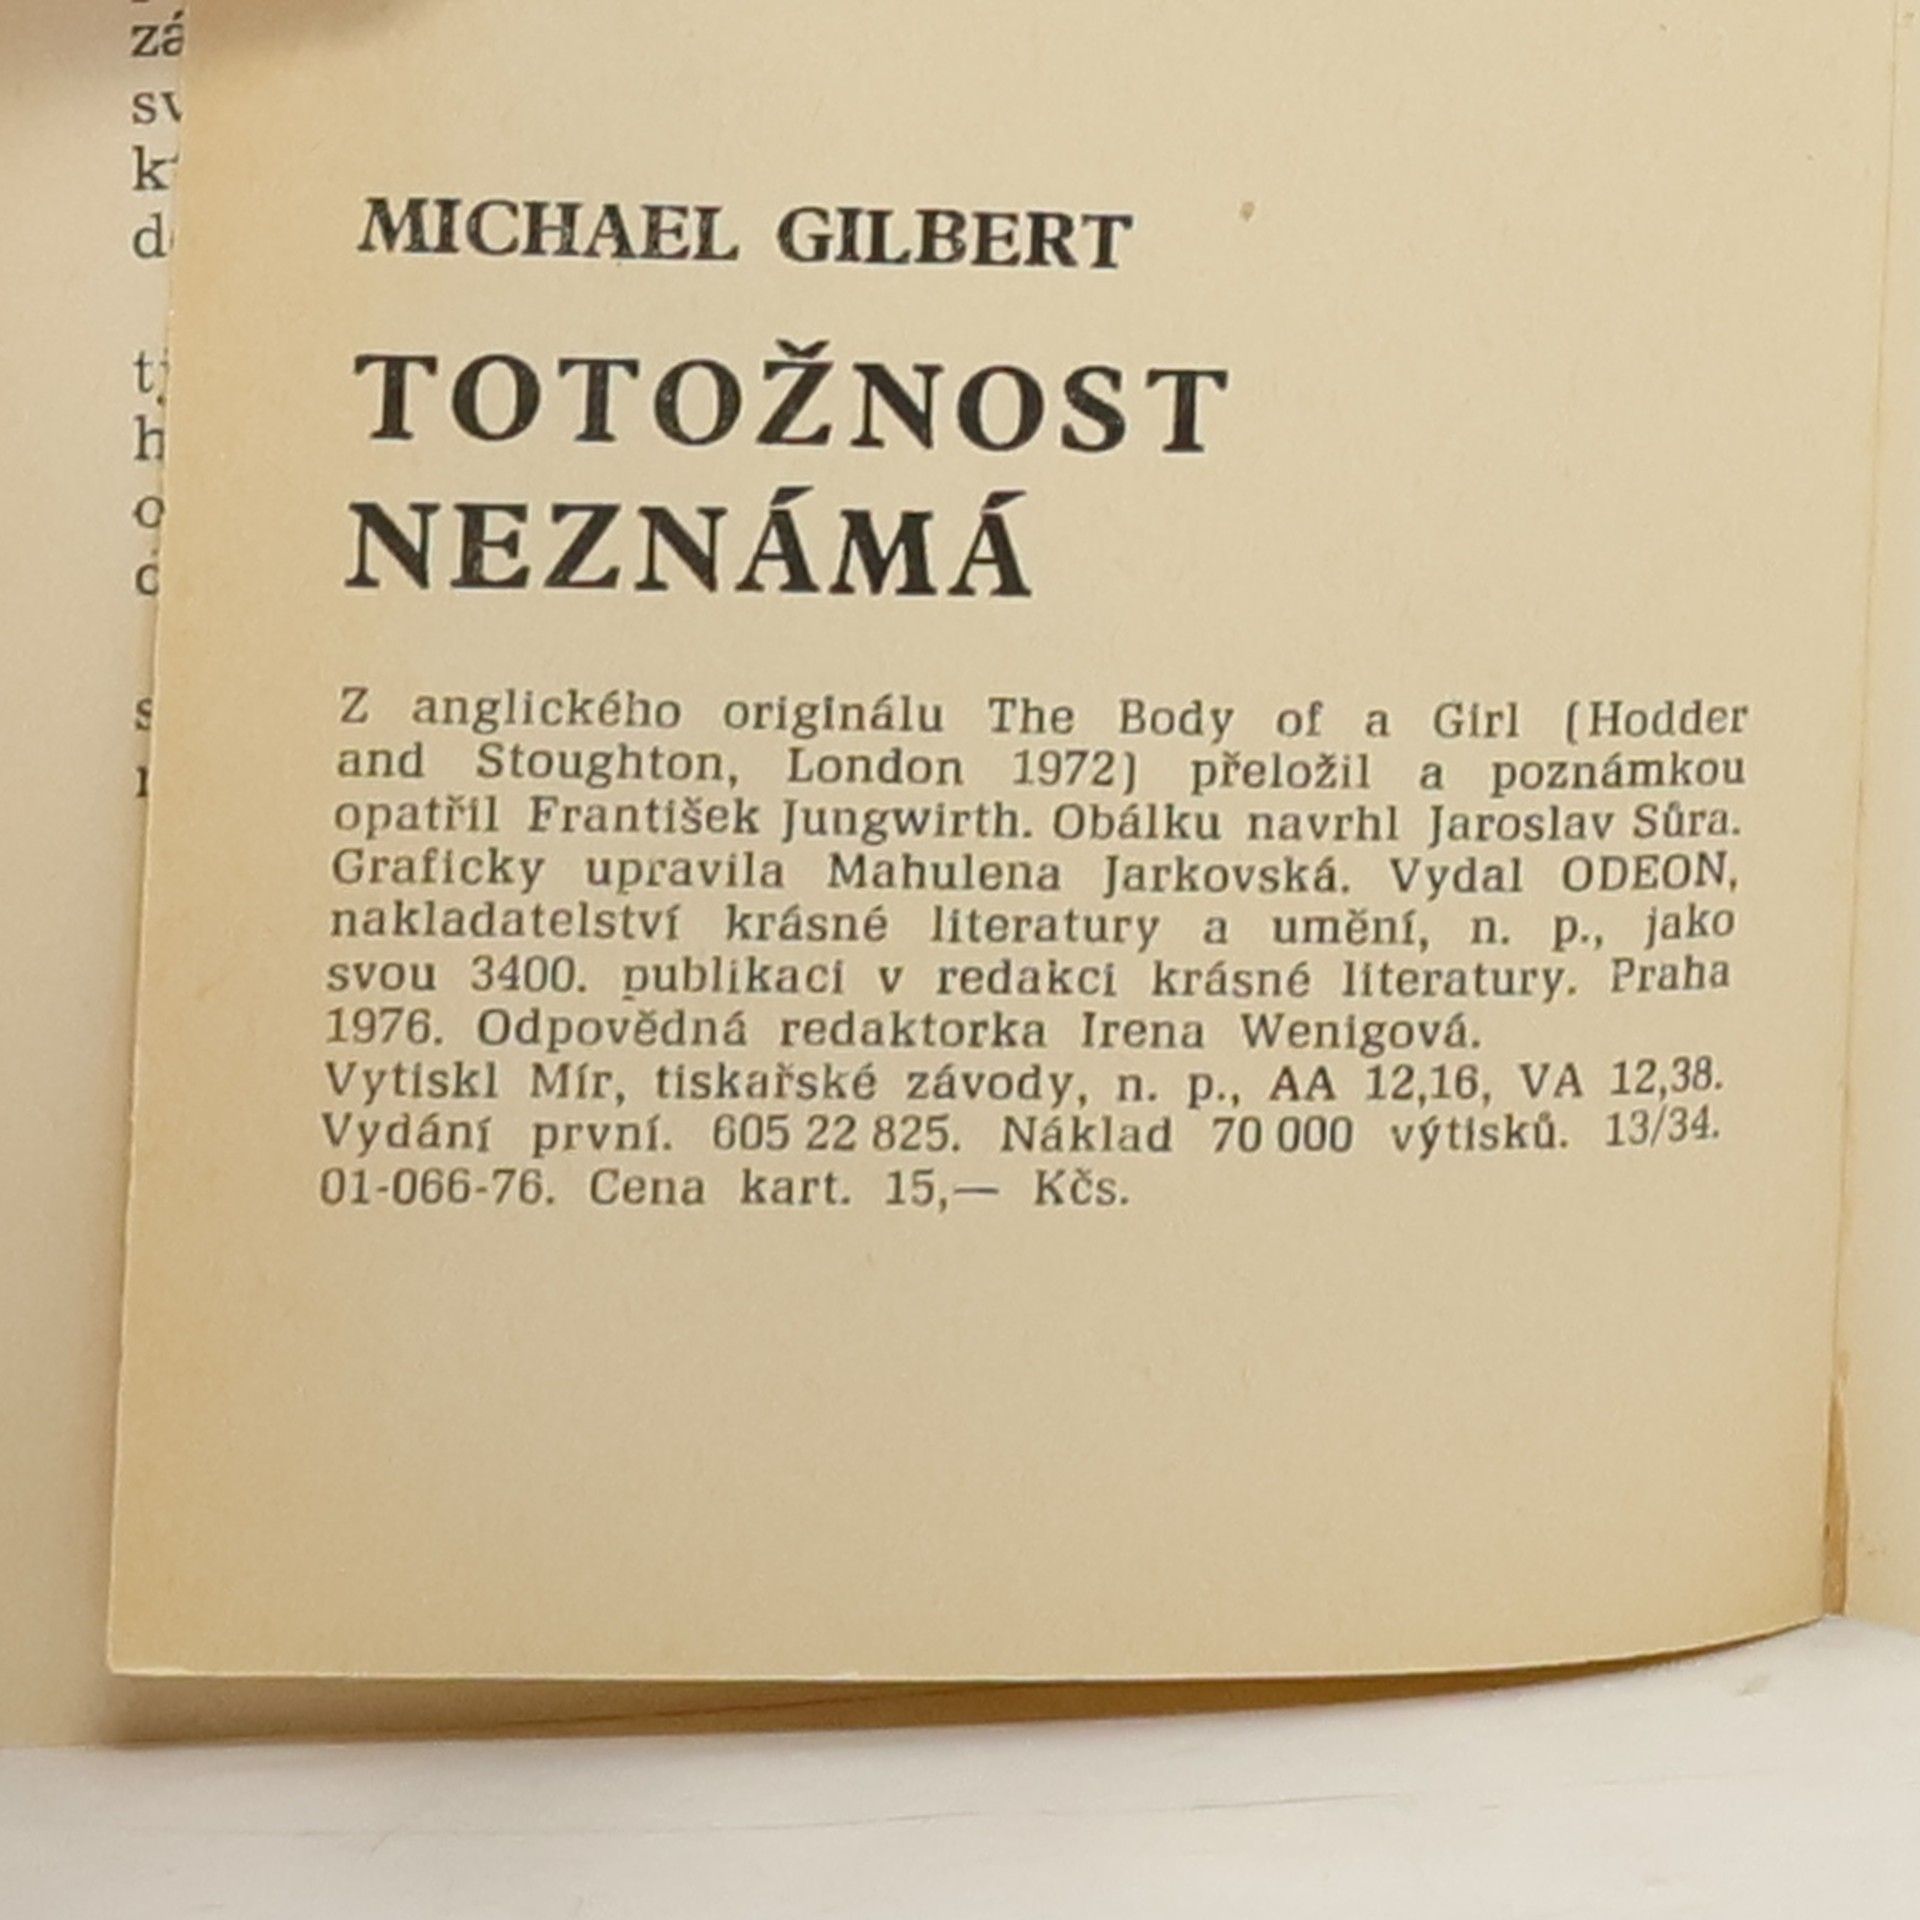 MICHAEL GILBERT
TOTOŽNOST
NEZNÁMÁ
Z anglického originálu The Body of a Girl (Hodder
and Stoughton, London 1972) přeložil a poznámkou
opatřil František Jungwirth. Obálku navrhl Jaroslav Sůra.
Graficky upravila Mahulena Jarkovská. Vydal ODEON,
nakladatelství krásné literatury a umění, n. p., jako
svou 3400. publikaci v redakci krásné literatury. Praha
1976. Odpovědná redaktorka Irena Wenigová.
Vytiskl Mír, tiskařské závody, n. p., AA 12,16, VA 12,38.
Vydání první. 605 22 825. Náklad 70 000 výtisků. 13/34.
01-066-76. Cena kart. 15,— Kčs.